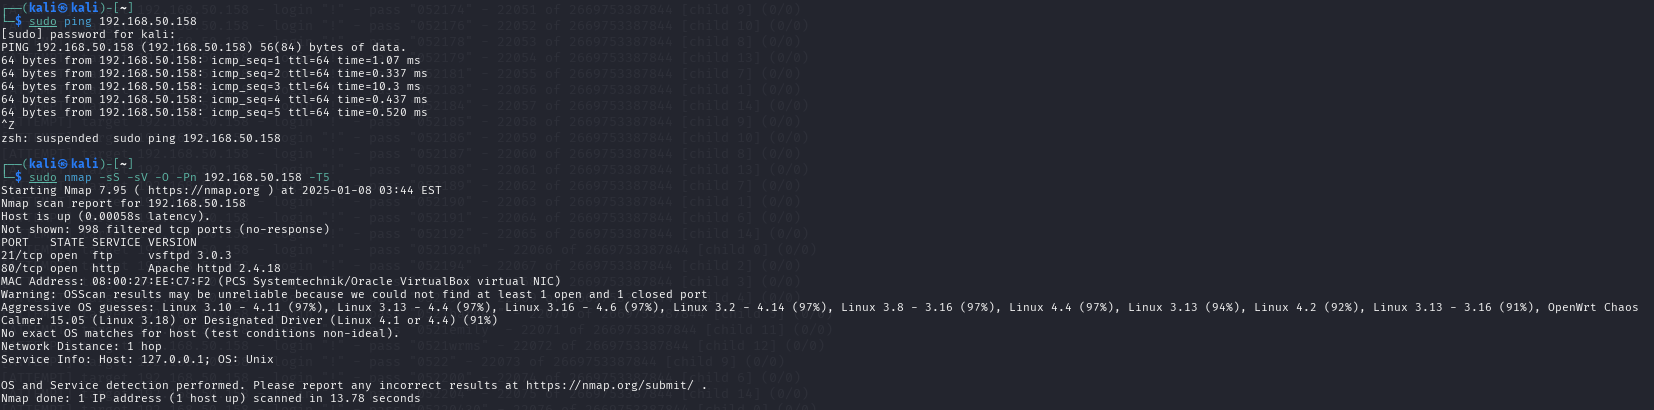 ┌──(kali㉿kali)-[~]
└─$ sudo ping 192.168.50.158
[sudo] password for kali:
PING 192.168.50.158 (192.168.50.158) 56(84) bytes of data.
64 bytes from 192.168.50.158: icmp_seq=1 ttl=64 time=1.07 ms
64 bytes from 192.168.50.158: icmp_seq=2 ttl=64 time=0.337 ms
64 bytes from 192.168.50.158: icmp_seq=3 ttl=64 time=10.3 ms
64 bytes from 192.168.50.158: icmp_seq=4 ttl=64 time=0.437 ms
64 bytes from 192.168.50.158: icmp_seq=5 ttl=64 time=0.520 ms
^Z
zsh: suspended  sudo ping 192.168.50.158
┌──(kali㉿kali)-[~]
└─$ sudo nmap -sS -sV -O -Pn 192.168.50.158 -T5
Starting Nmap 7.95 ( https://nmap.org ) at 2025-01-08 03:44 EST
Nmap scan report for 192.168.50.158
Host is up (0.00058s latency).
Not shown: 998 filtered tcp ports (no-response)
PORT   STATE SERVICE VERSION
21/tcp open  ftp     vsftpd 3.0.3
80/tcp open  http    Apache httpd 2.4.18
MAC Address: 08:00:27:EE:C7:F2 (PCS Systemtechnik/Oracle VirtualBox virtual NIC)
Warning: OSScan results may be unreliable because we could not find at least 1 open and 1 closed port
Aggressive OS guesses: Linux 3.10 - 4.11 (97%), Linux 3.13 - 4.4 (97%), Linux 3.16 - 4.6 (97%), Linux 3.2 - 4.14 (97%), Linux 3.8 - 3.16 (97%), Linux 4.4 (97%), Linux 3.13 (94%), Linux 4.2 (92%), Linux 3.13 - 3.16 (91%), OpenWrt Chaos
Calmer 15.05 (Linux 3.18) or Designated Driver (Linux 4.1 or 4.4) (91%)
No exact OS matches for host (test conditions non-ideal).
Network Distance: 1 hop
Service Info: Host: 127.0.0.1; OS: Unix
OS and Service detection performed. Please report any incorrect results at https://nmap.org/submit/ .
Nmap done: 1 IP address (1 host up) scanned in 13.78 seconds